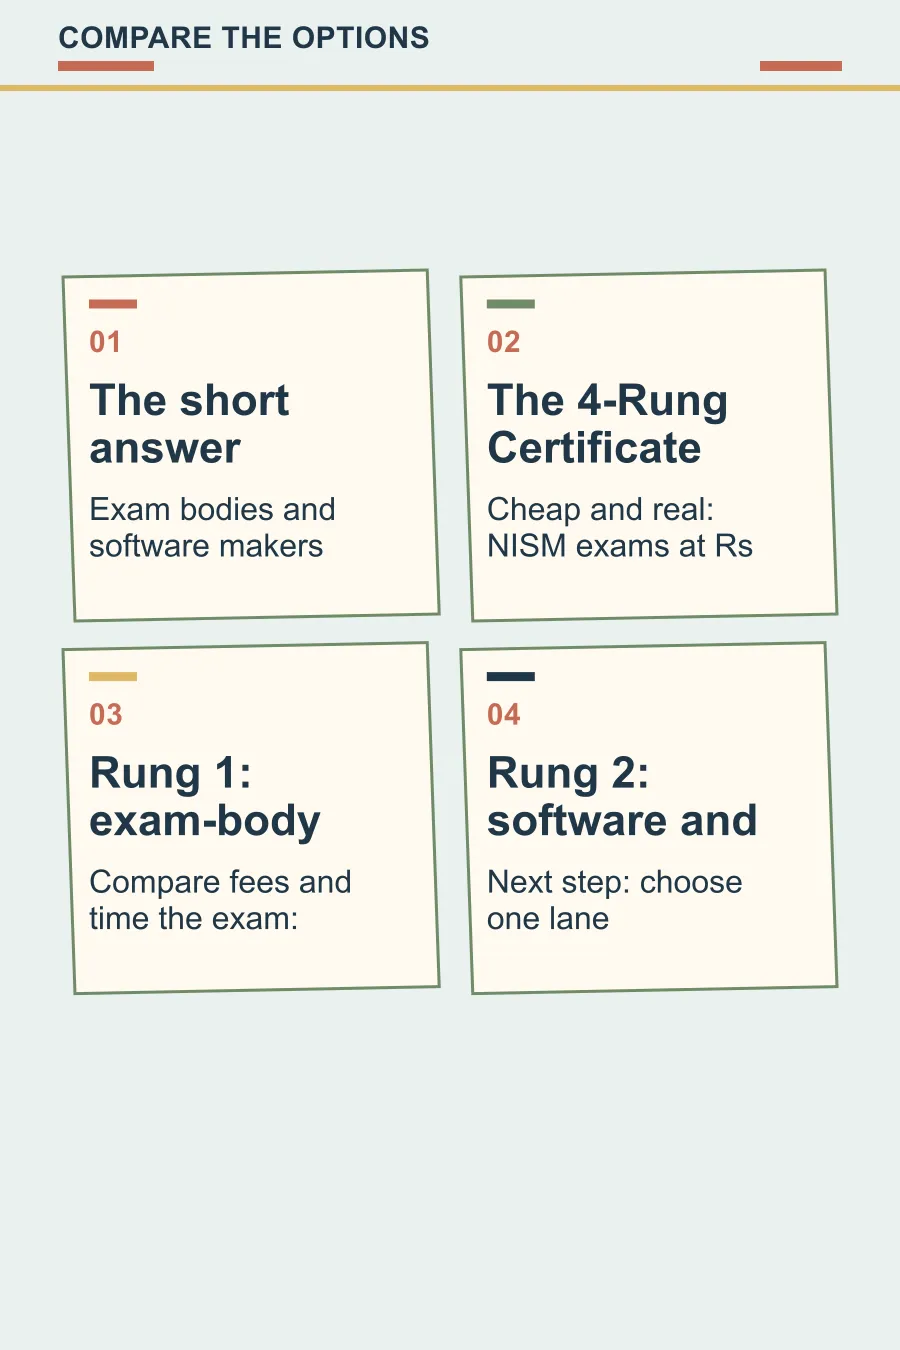 COMPARE THE OPTIONS
01
The short
answer
Exam bodies and
software makers
02
The 4-Rung
Certificate
Cheap and real:
NISM exams at Rs
03
Rung 1:
exam-body
Compare fees and
time the exam:
04
Rung 2:
software and
Next step: choose
one lane